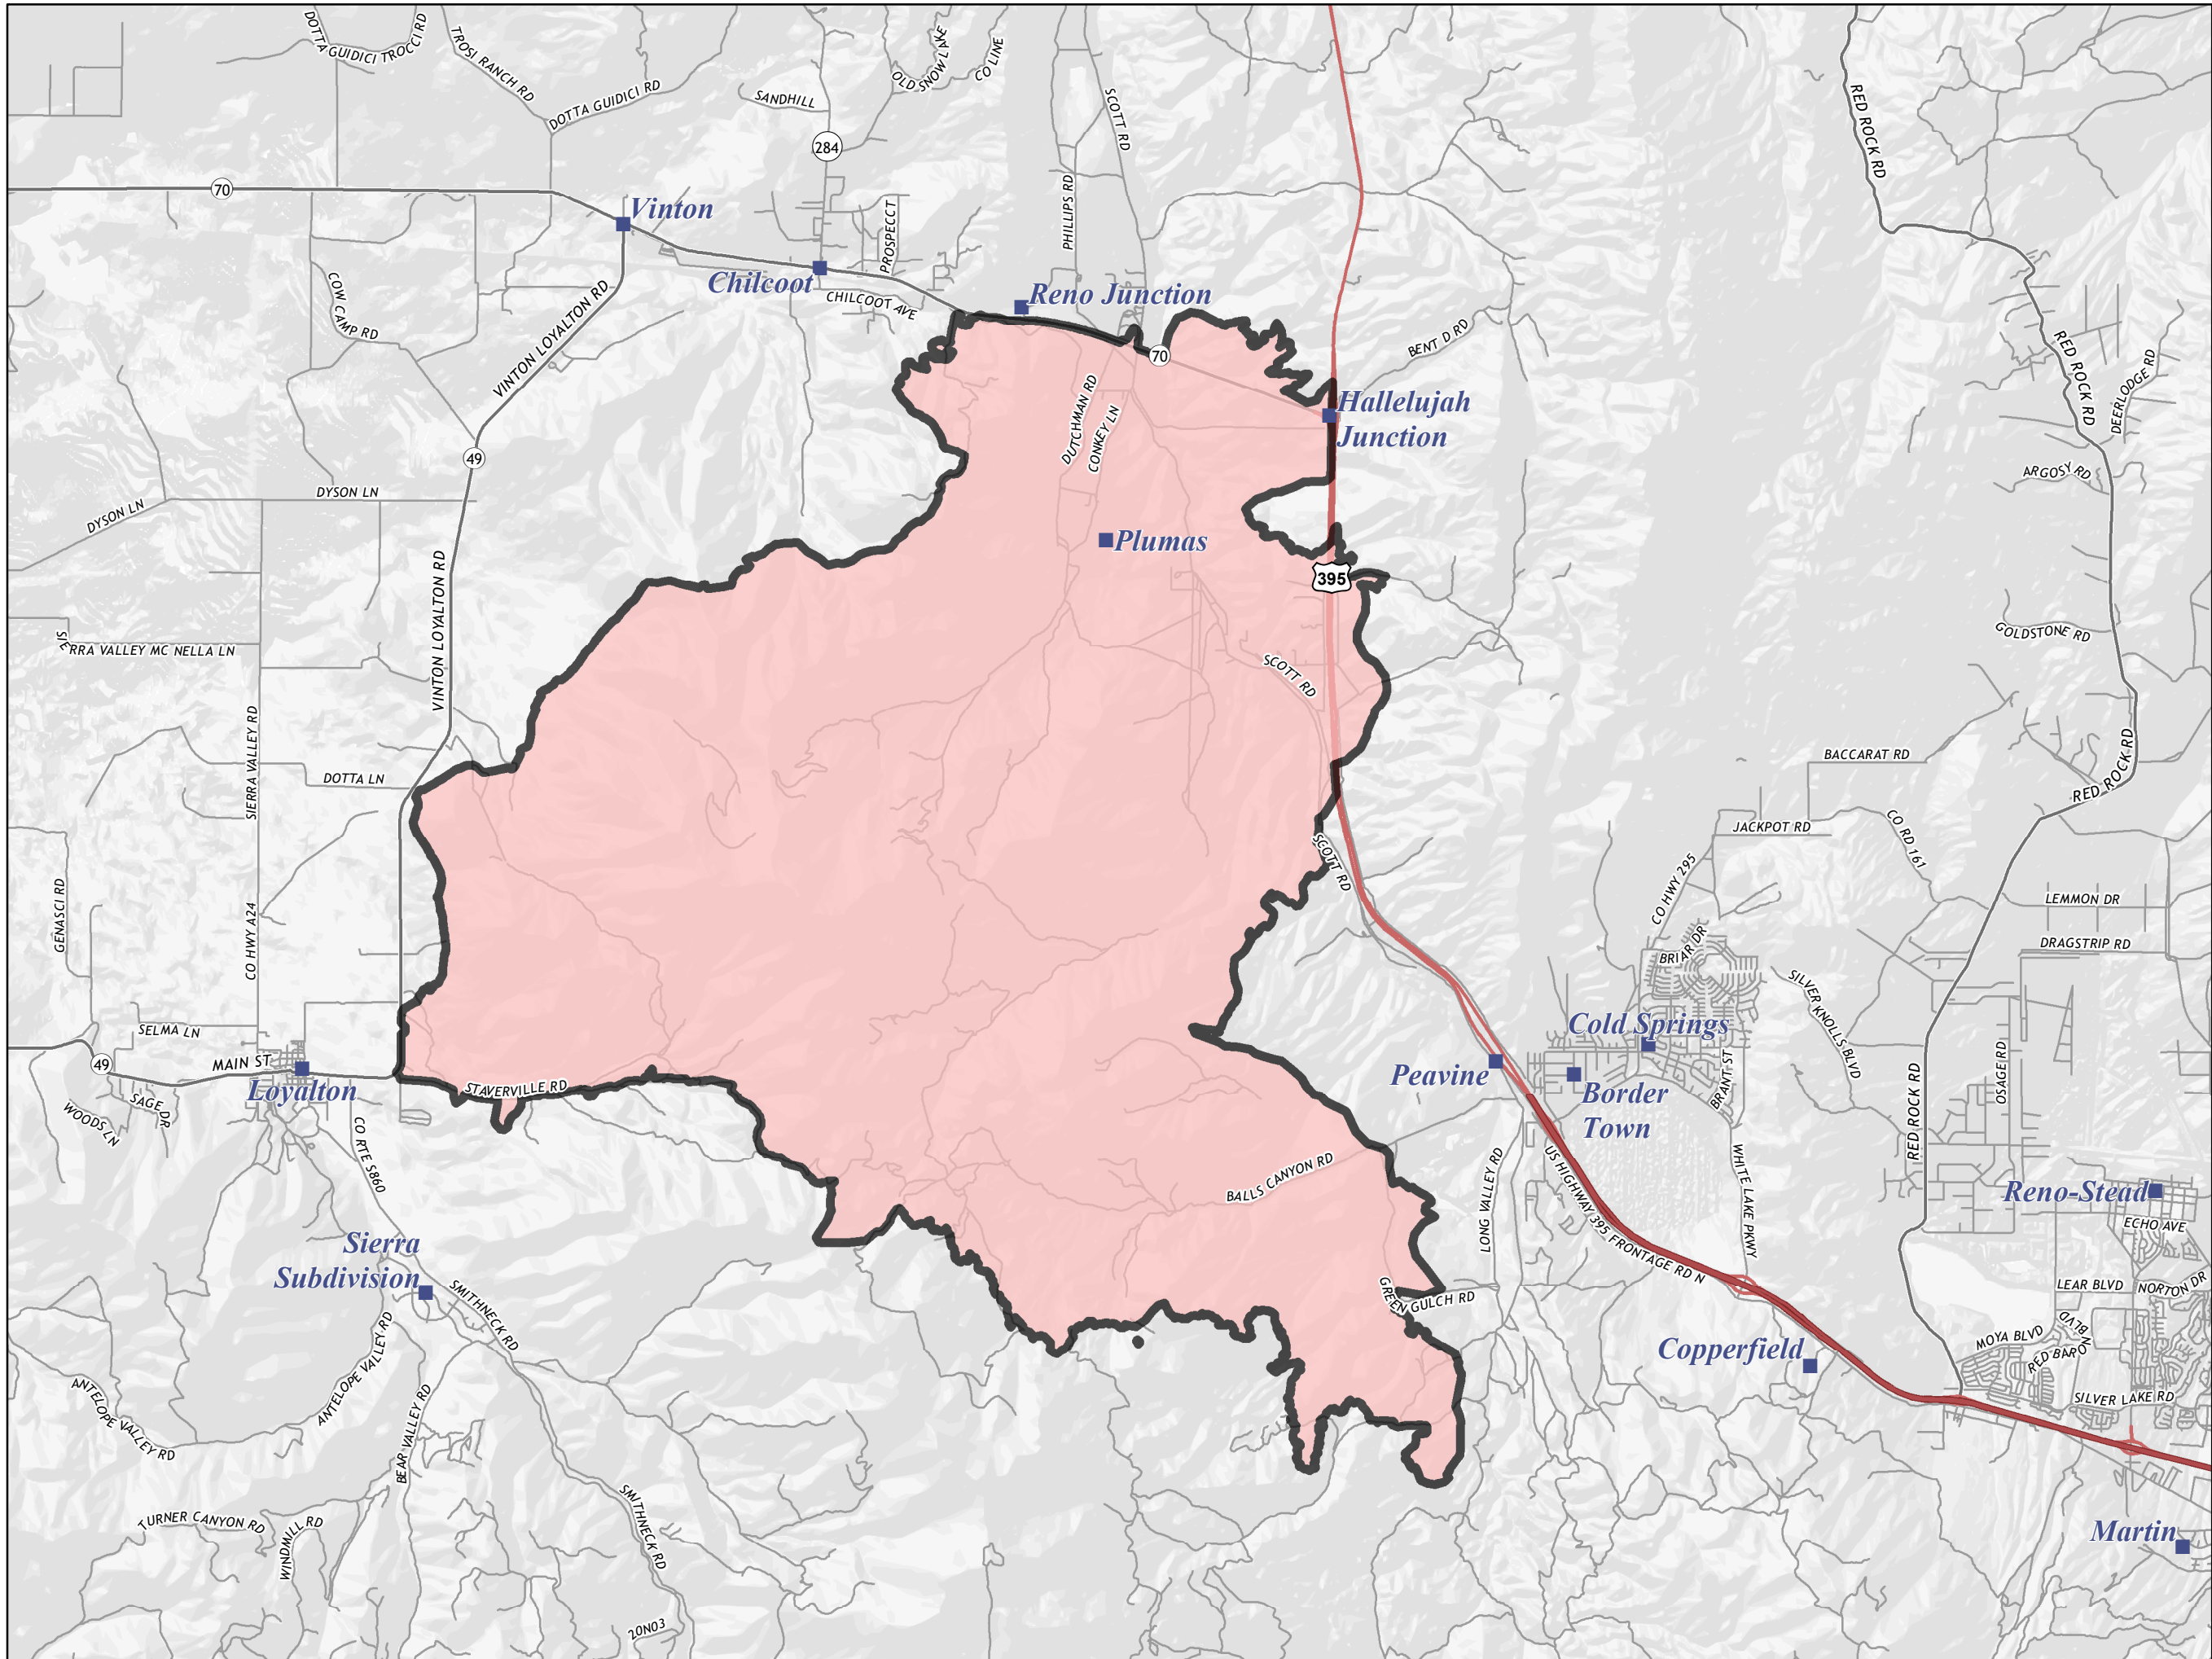 DOTTA GUIDICI TROCCI RD
TROSI RANCH RD
DOTTA GUIDICI RD
SANDHILL
OLD SNOW LAKE
CO LINE
SCOTT RD
RED ROCK RD
284
70
Vinton
PROSPECCT
PHILLIPS RD
Chilcoot
CHILCOOT AVE
Reno Junction
COW CAMP RD
VINTON LOYALTON RD
70
BENT D RD
RED ROCK RD
DEERLODGE RD
DUTCHMAN RD
CONKEY LN
Hallelujah
Junction
49
ARGOSY RD
DYSON LN
DYSON LN
Plumas
395
VINTON LOYALTON RD
SIERRA VALLEY MC NELLA LN
GOLDSTONE RD
SCOTT RD
SIERRA VALLEY RD
DOTTA LN
BACCARAT RD
RED ROCK RD
JACKPOT RD
CO RD 161
SCOTT RD
CO HWY 295
GENASCI RD
CO HWY A24
LEMMON DR
BRIAR DR
DRAGSTRIP RD
SILVER KNOLLS BLVD
SELMA LN
Cold Springs
49
MAIN ST
Loyalton
STAVERVILLE RD
Peavine
Border
Town
BRANT ST
OSAGE RD
RED ROCK RD
SAGE DR
WOODS LN
CO RTE S860
BALLS CANYON RD
LONG VALLEY RD
US HIGHWAY 395 FRONTAGE RD N
WHITE LAKE PKWY
Reno-Stead
ECHO AVE
Sierra
Subdivision
SMITHNECK RD
GREEN GULCH RD
LEAR BLVD
NORTON DR
MOYA BLVD
RED BARON BLVD
Copperfield
ANTELOPE VALLEY RD
ANTELOPE VALLEY RD
BEAR VALLEY RD
SILVER LAKE RD
TURNER CANYON RD
WINDMILL RD
SMITHNECK RD
Martin
20N03